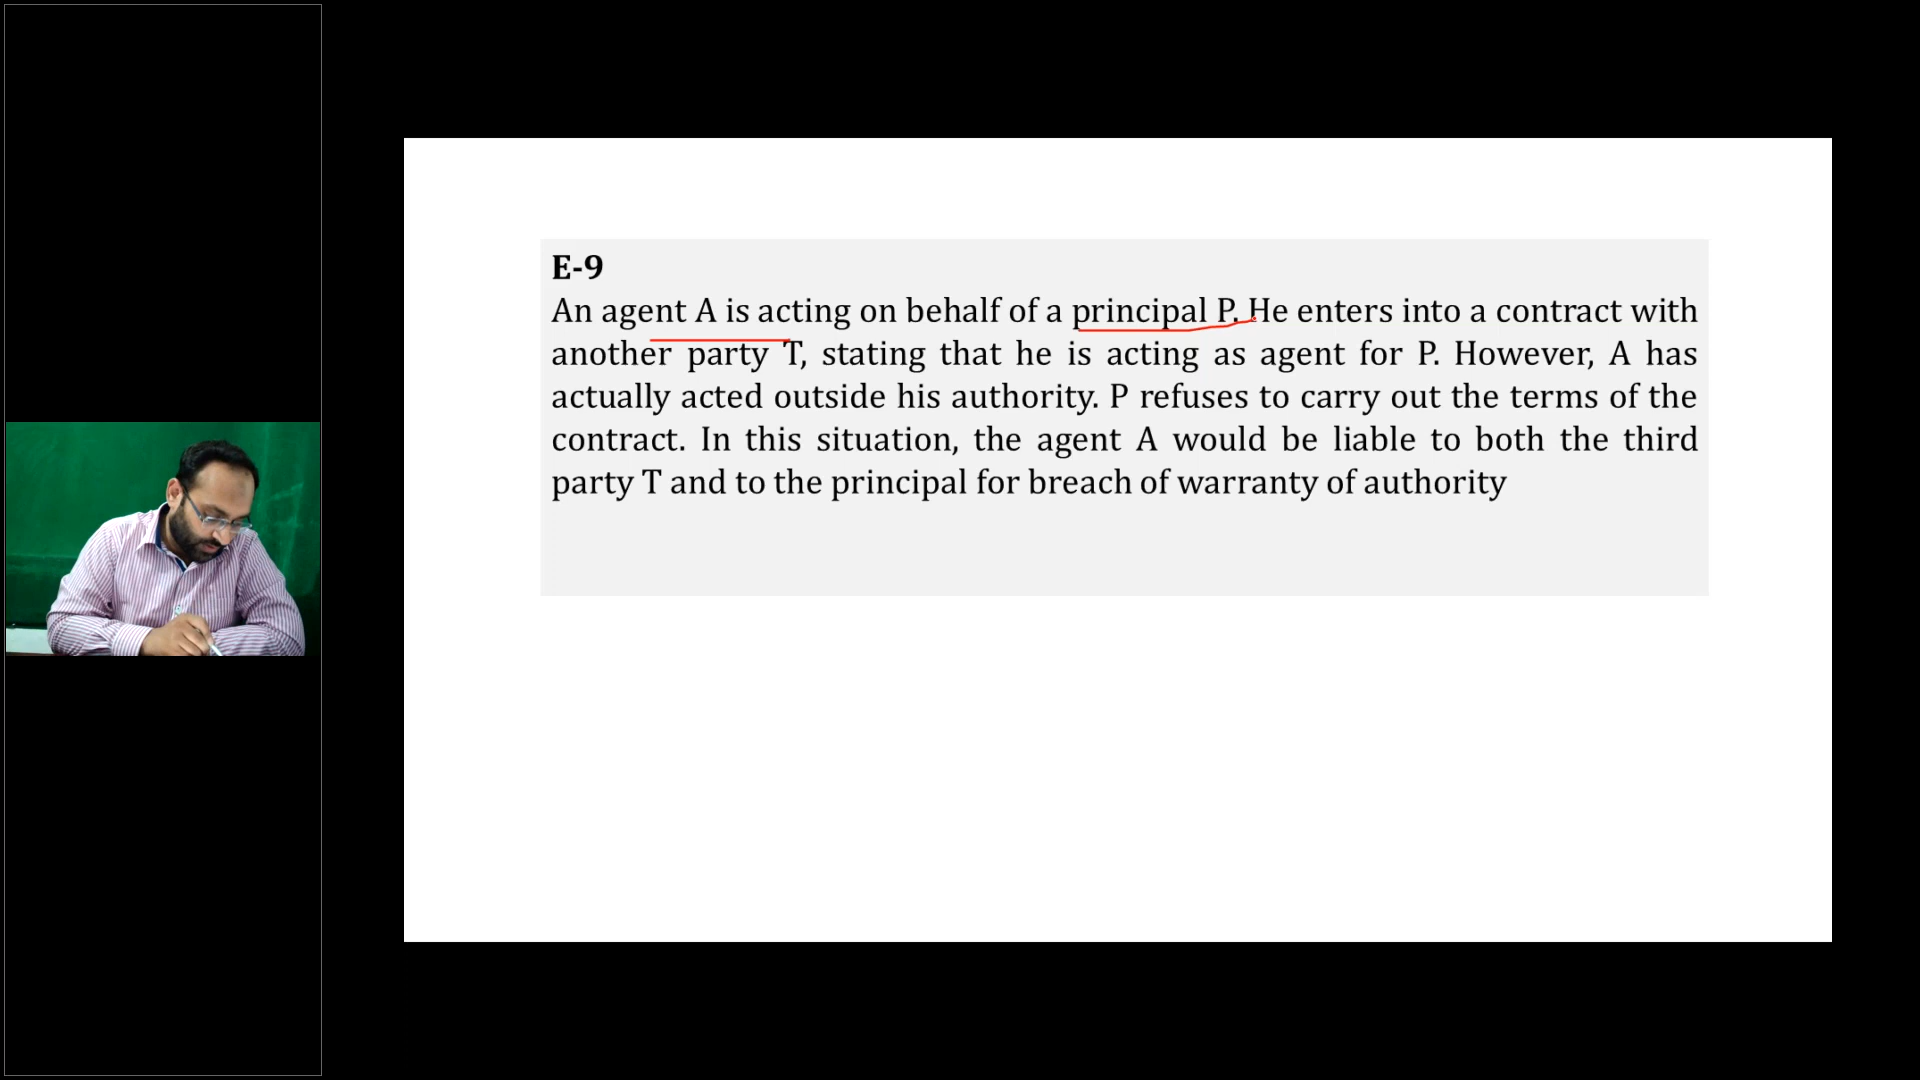 E-9
An agent A is acting on behalf of a principal P. He enters into a contract with
another party T, stating that he is acting as agent for P. However, A has
actually acted outside his authority. P refuses to carry out the terms of the
contract. In this situation, the agent A would be liable to both the third
party T and to the principal for breach of warranty of authority